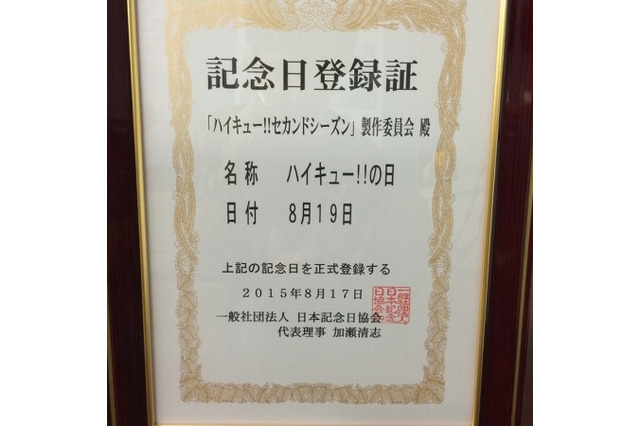 記念日登録証
「ハイキュー!!セカンドシーズン」製作委員会 殿
名称 ハイキュー!!の日
日付 8月19日
上記の記念日を正式登録する
2015年8月17日
一般社団法人 日本記念日協会
代表理事 加瀬清志